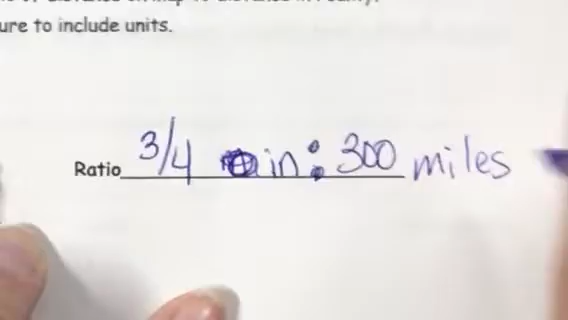 ure to include units.
Ratio 3/4 in : 300 miles